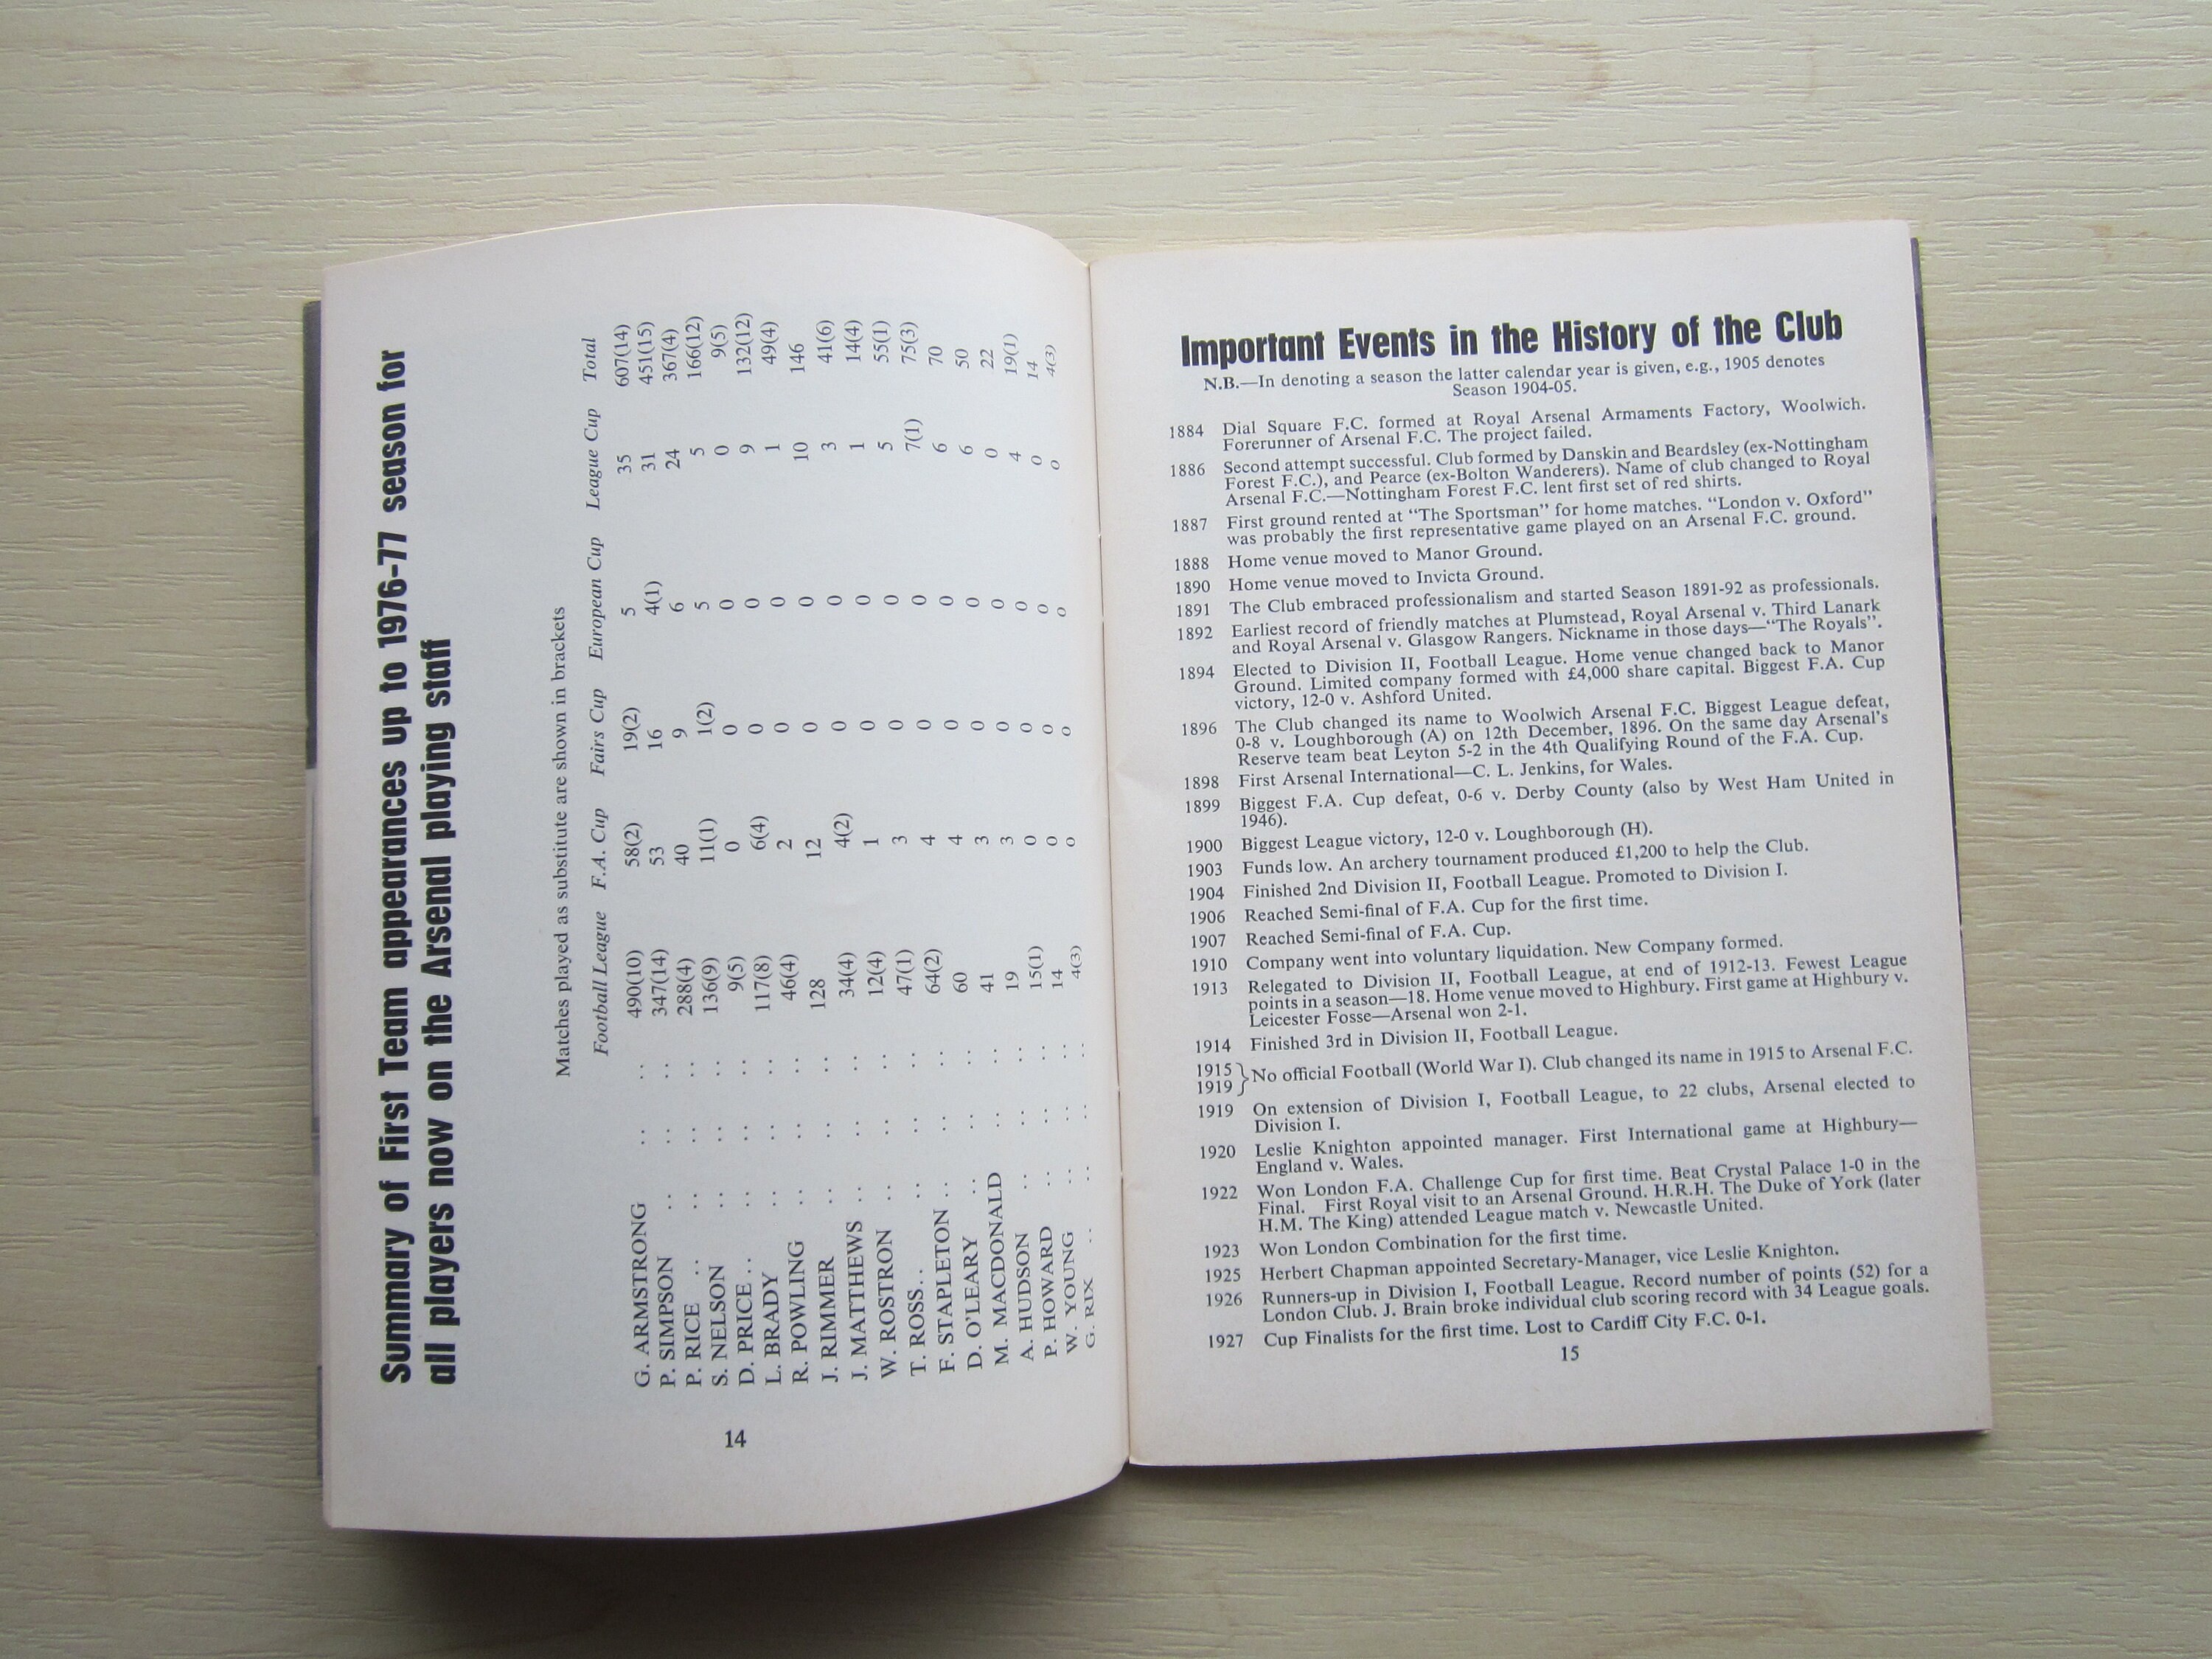 Summary of First Team appearances up to 1976-77 season for
all players now on the Arsenal playing staff
Matches played as substitute are shown in brackets
Football League F.A. Cup Fairs Cup European Cup League Cup Total
G. ARMSTRONG .. .. 490(10) 58(2) 19(2) 5 35 607(14)
P. SIMPSON .. .. .. 347(14) 53 16 4(1) 31 451(15)
P. RICE .. .. .. .. 288(4) 40 9 6 24 367(4)
S. NELSON .. .. .. 136(9) 11(1) 1(2) 5 5 166(12)
D. PRICE .. .. .. .. 9(5) 0 0 0 0 9(5)
L. BRADY .. .. .. 117(8) 6(4) 0 0 9 132(12)
R. POWLING .. .. .. 46(4) 2 0 0 1 49(4)
J. RIMMER .. .. .. 128 12 0 0 10 146
J. MATTHEWS .. .. .. 34(4) 4(2) 0 0 3 41(6)
W. ROSTRON .. .. .. 12(4) 1 0 0 1 14(4)
T. ROSS .. .. .. .. 47(1) 3 0 0 5 55(1)
F. STAPLETON .. .. .. 64(2) 4 0 0 7(1) 75(3)
D. O'LEARY .. .. .. 60 4 0 0 6 70
M. MACDONALD .. .. 41 3 0 0 6 50
A. HUDSON .. .. .. 19 3 0 0 0 22
P. HOWARD .. .. .. 15(1) 0 0 0 4 19(1)
W. YOUNG .. .. .. 14 0 0 0 0 14
G. RIX .. .. .. .. 4(3) 0 0 0 0 4(3)
14
Important Events in the History of the Club
N.B.—In denoting a season the latter calendar year is given, e.g., 1905 denotes
Season 1904-05.
1884 Dial Square F.C. formed at Royal Arsenal Armaments Factory, Woolwich.
Forerunner of Arsenal F.C. The project failed.
1886 Second attempt successful. Club formed by Danskin and Beardsley (ex-Nottingham
Forest F.C.), and Pearce (ex-Bolton Wanderers). Name of club changed to Royal
Arsenal F.C.—Nottingham Forest F.C. lent first set of red shirts.
1887 First ground rented at "The Sportsman" for home matches. "London v. Oxford"
was probably the first representative game played on an Arsenal F.C. ground.
1888 Home venue moved to Manor Ground.
1890 Home venue moved to Invicta Ground.
1891 The Club embraced professionalism and started Season 1891-92 as professionals.
1892 Earliest record of friendly matches at Plumstead, Royal Arsenal v. Third Lanark
and Royal Arsenal v. Glasgow Rangers. Nickname in those days—"The Royals".
1894 Elected to Division II, Football League. Home venue changed back to Manor
Ground. Limited company formed with £4,000 share capital. Biggest F.A. Cup
victory, 12-0 v. Ashford United.
1896 The Club changed its name to Woolwich Arsenal F.C. Biggest League defeat,
0-8 v. Loughborough (A) on 12th December, 1896. On the same day Arsenal's
Reserve team beat Leyton 5-2 in the 4th Qualifying Round of the F.A. Cup.
1898 First Arsenal International—C. L. Jenkins, for Wales.
1899 Biggest F.A. Cup defeat, 0-6 v. Derby County (also by West Ham United in
1946).
1900 Biggest League victory, 12-0 v. Loughborough (H).
1903 Funds low. An archery tournament produced £1,200 to help the Club.
1904 Finished 2nd Division II, Football League. Promoted to Division I.
1906 Reached Semi-final of F.A. Cup for the first time.
1907 Reached Semi-final of F.A. Cup.
1910 Company went into voluntary liquidation. New Company formed.
1913 Relegated to Division II, Football League, at end of 1912-13. Fewest League
points in a season—18. Home venue moved to Highbury. First game at Highbury v.
Leicester Fosse—Arsenal won 2-1.
1914 Finished 3rd in Division II, Football League.
1915
1919 } No official Football (World War I). Club changed its name in 1915 to Arsenal F.C.
1919 On extension of Division I, Football League, to 22 clubs, Arsenal elected to
Division I.
1920 Leslie Knighton appointed manager. First International game at Highbury—
England v. Wales.
1922 Won London F.A. Challenge Cup for first time. Beat Crystal Palace 1-0 in the
Final. First Royal visit to an Arsenal Ground. H.R.H. The Duke of York (later
H.M. The King) attended League match v. Newcastle United.
1923 Won London Combination for the first time.
1925 Herbert Chapman appointed Secretary-Manager, vice Leslie Knighton.
1926 Runners-up in Division I, Football League. Record number of points (52) for a
London Club. J. Brain broke individual club scoring record with 34 League goals.
1927 Cup Finalists for the first time. Lost to Cardiff City F.C. 0-1.
15